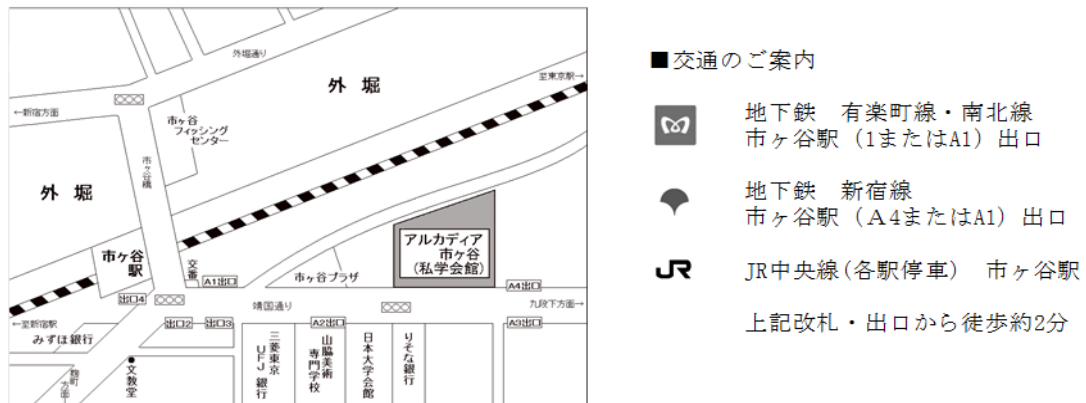 外堀通り
外 堀
至東京駅→
←新宿方面
市ヶ谷
フィッシング
センター
市ヶ谷橋
外 堀
アルカディア
市ヶ谷
(私学会館)
市ヶ谷
駅
交番
A1出口
市ヶ谷プラザ
A4出口
出口4
靖国通り
九段下方面→
←至新宿駅
出口2
出口3
A2出口
A3出口
みずほ銀行
麹町方面
文教堂
三菱東京
UFJ銀行
山脇美術
専門学校
日本大学会館
りそな銀行
■交通のご案内
地下鉄 有楽町線・南北線
市ヶ谷駅（1またはA1）出口
地下鉄 新宿線
市ヶ谷駅（Ａ4またはA1）出口
JR
JR中央線(各駅停車) 市ヶ谷駅
上記改札・出口から徒歩約2分